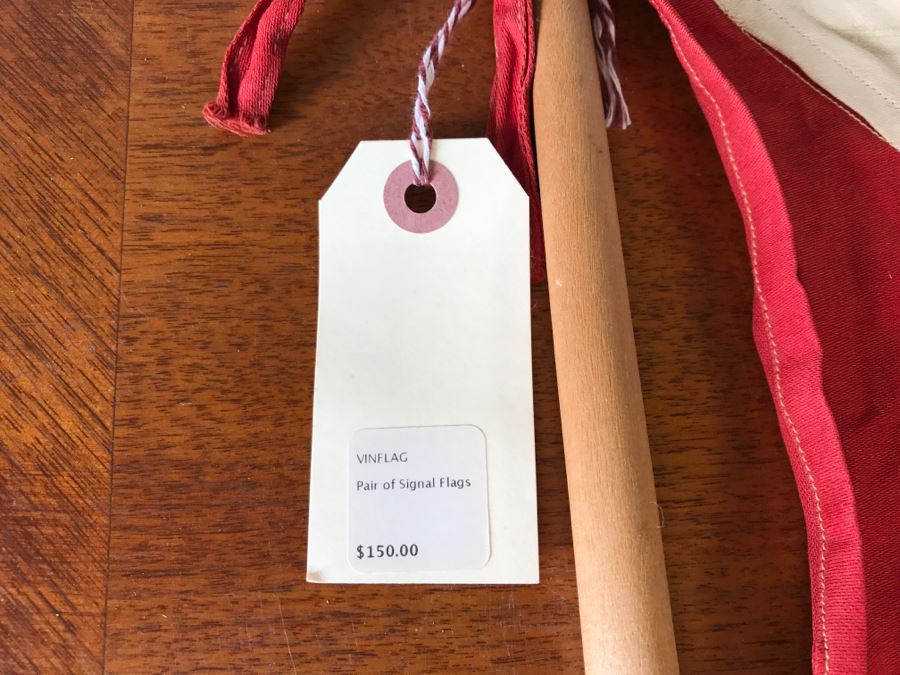 VINFLAG
Pair of Signal Flags
$150.00